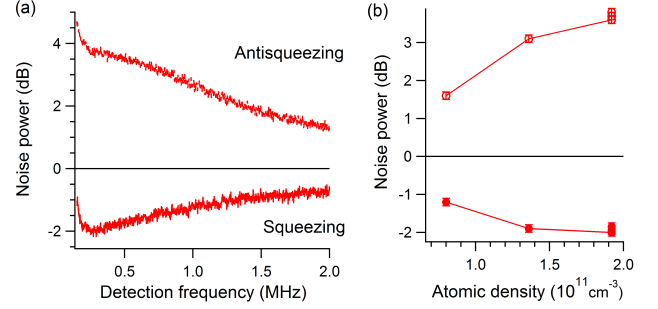 (a)
4
2
0
-2
Noise power (dB)
Antisqueezing
Squeezing
0.5
1.0
1.5
2.0
Detection frequency (MHz)
(b)
3
2
1
0
-1
-2
Noise power (dB)
1.0
1.5
2.0
Atomic density (10¹¹cm⁻³)